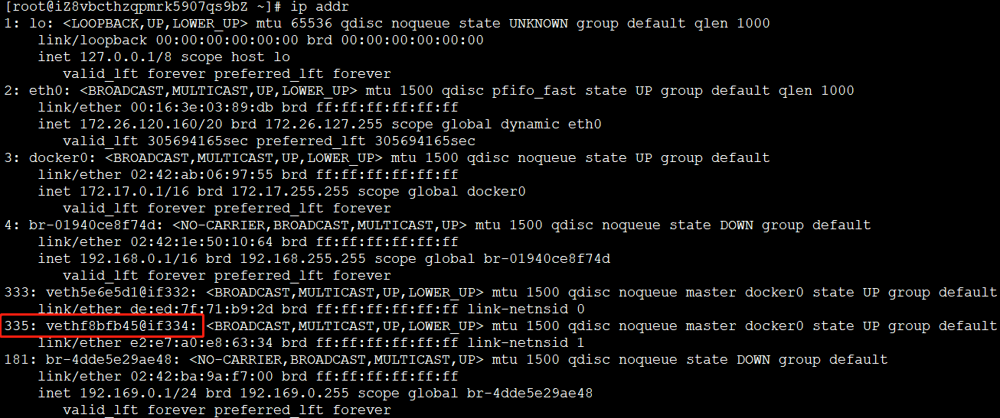 [root@iZ8vbcthzqpmrk5907qs9bZ ~]# ip addr
1: lo: <LOOPBACK,UP,LOWER_UP> mtu 65536 qdisc noqueue state UNKNOWN group default qlen 1000
    link/loopback 00:00:00:00:00:00 brd 00:00:00:00:00:00
    inet 127.0.0.1/8 scope host lo
       valid_lft forever preferred_lft forever
2: eth0: <BROADCAST,MULTICAST,UP,LOWER_UP> mtu 1500 qdisc pfifo_fast state UP group default qlen 1000
    link/ether 00:16:3e:03:89:db brd ff:ff:ff:ff:ff:ff
    inet 172.26.120.160/20 brd 172.26.127.255 scope global dynamic eth0
       valid_lft 305694165sec preferred_lft 305694165sec
3: docker0: <BROADCAST,MULTICAST,UP,LOWER_UP> mtu 1500 qdisc noqueue state UP group default
    link/ether 02:42:ab:06:97:55 brd ff:ff:ff:ff:ff:ff
    inet 172.17.0.1/16 brd 172.17.255.255 scope global docker0
       valid_lft forever preferred_lft forever
4: br-01940ce8f74d: <NO-CARRIER,BROADCAST,MULTICAST,UP> mtu 1500 qdisc noqueue state DOWN group default
    link/ether 02:42:1e:50:10:64 brd ff:ff:ff:ff:ff:ff
    inet 192.168.0.1/16 brd 192.168.255.255 scope global br-01940ce8f74d
       valid_lft forever preferred_lft forever
333: veth5e6e5d1@if332: <BROADCAST,MULTICAST,UP,LOWER_UP> mtu 1500 qdisc noqueue master docker0 state UP group default
    link/ether de:ed:7f:71:b9:2d brd ff:ff:ff:ff:ff:ff link-netnsid 0
335: vethf8bfb45@if334: <BROADCAST,MULTICAST,UP,LOWER_UP> mtu 1500 qdisc noqueue master docker0 state UP group default
    link/ether e2:e7:a0:e8:63:34 brd ff:ff:ff:ff:ff:ff link-netnsid 1
181: br-4dde5e29ae48: <NO-CARRIER,BROADCAST,MULTICAST,UP> mtu 1500 qdisc noqueue state DOWN group default
    link/ether 02:42:ba:9a:f7:00 brd ff:ff:ff:ff:ff:ff
    inet 192.169.0.1/24 brd 192.169.0.255 scope global br-4dde5e29ae48
       valid_lft forever preferred_lft forever